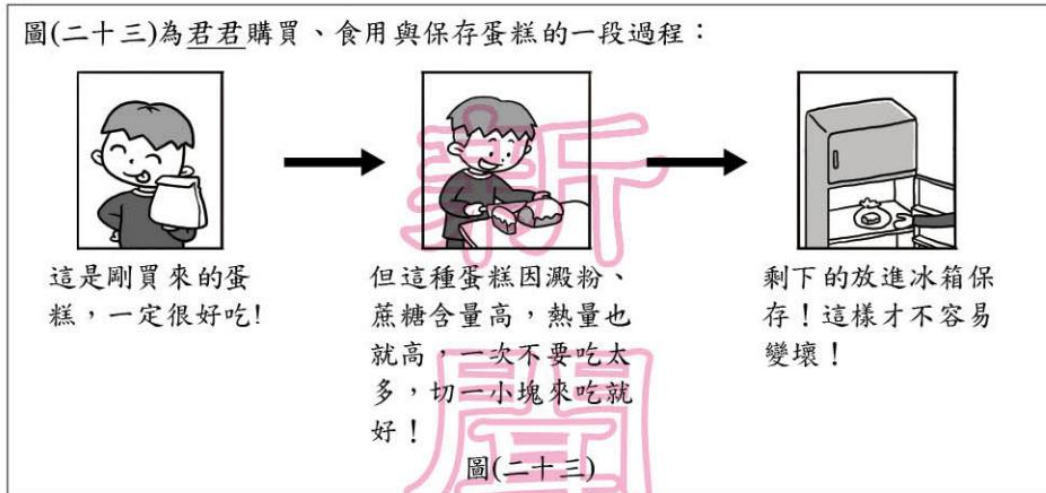 圖(二十三)為君君購買、食用與保存蛋糕的一段過程：
這是剛買來的蛋
糕，一定很好吃!
但這種蛋糕因澱粉、
蔗糖含量高，熱量也
就高，一次不要吃太
多，切一小塊來吃就
好！
剩下的放進冰箱保
存！這樣才不容易
變壞！
圖(二十三)
新
聞